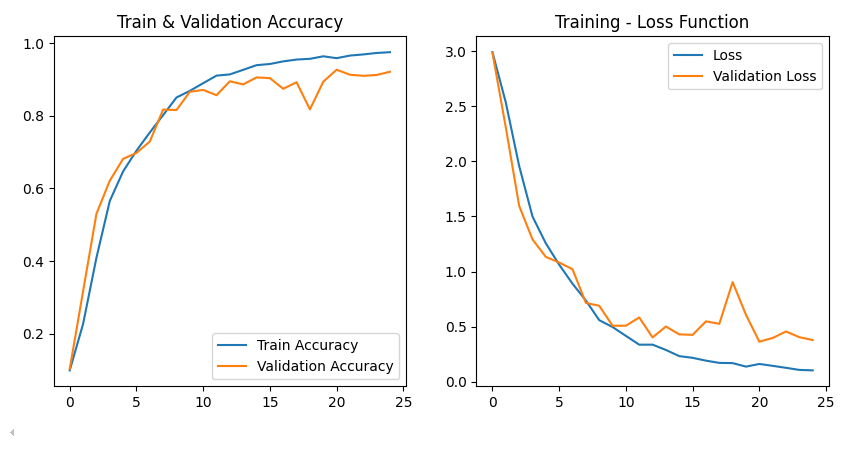 Train & Validation Accuracy
1.0
0.8
0.6
0.4
0.2
0 5 10 15 20 25
Train Accuracy
Validation Accuracy
Training - Loss Function
3.0
2.5
2.0
1.5
1.0
0.5
0.0
0 5 10 15 20 25
Loss
Validation Loss